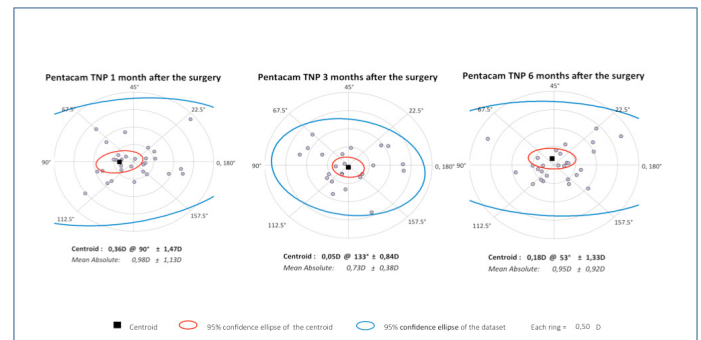 Pentacam TNP 1 month after the surgery
45°
67.5°
22.5°
90°
0, 180°
112.5°
157.5°
Centroid : 0,36D @ 90° ± 1,47D
Mean Absolute: 0,98D ± 1,13D
Pentacam TNP 3 months after the surgery
45°
67.5°
22.5°
90°
0, 180°
112.5°
157.5°
Centroid : 0,05D @ 133° ± 0,84D
Mean Absolute: 0,73D ± 0,38D
Pentacam TNP 6 months after the surgery
45°
67.5°
22.5°
90°
0, 180°
112.5°
157.5°
Centroid : 0,18D @ 53° ± 1,33D
Mean Absolute: 0,95D ± 0,92D
Centroid
95% confidence ellipse of the centroid
95% confidence ellipse of the dataset
Each ring = 0,50 D